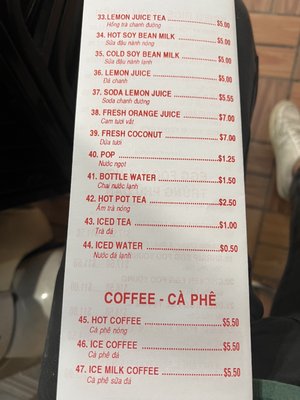 33.LEMON JUICE TEA ........ $5.00
Hồng trà chanh đường
34. HOT SOY BEAN MILK ........ $5.00
Sữa đậu nành nóng
35. COLD SOY BEAN MILK ........ $5.00
Sữa đậu nành lạnh
36. LEMON JUICE ........ $5.00
Đá chanh
37. SODA LEMON JUICE ........ $5.55
Soda chanh đường
38. FRESH ORANGE JUICE ........ $7.00
Cam tươi vắt
39. FRESH COCONUT ........ $7.00
Dừa tươi
40. POP ........ $1.25
Nước ngọt
41. BOTTLE WATER ........ $1.50
Chai nước lạnh
42. HOT POT TEA ........ $2.50
Ấm trà nóng
43. ICED TEA ........ $1.00
Trà đá
44. ICED WATER ........ $0.50
Nước đá lạnh
COFFEE - CÀ PHÊ
45. HOT COFFEE ........ $5.50
Cà phê nóng
46. ICE COFFEE ........ $5.50
Cà phê đá
47. ICE MILK COFFEE ........ $5.50
Cà phê sữa đá